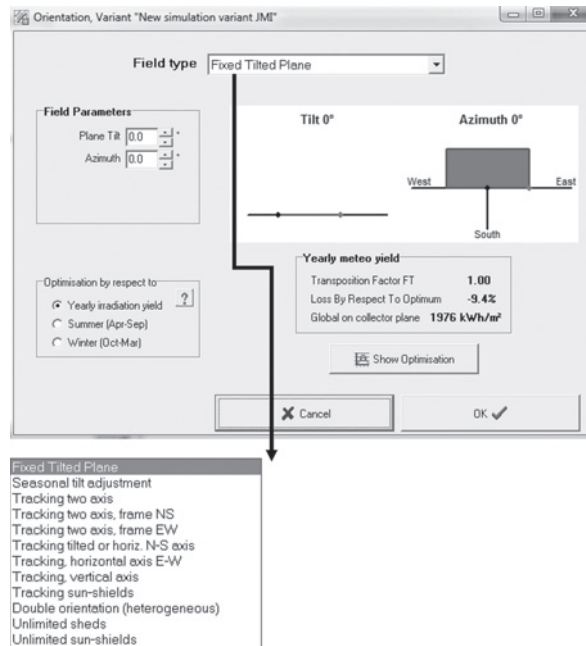 Orientation, Variant "New simulation variant JMI"
Field type Fixed Tilted Plane
Field Parameters
Plane Tilt 0.0 °
Azimuth 0.0 °
Tilt 0°
Azimuth 0°
West East
South
Optimisation by respect to
Yearly irradiation yield ?
Summer (Apr-Sep)
Winter (Oct-Mar)
Yearly meteo yield
Transposition Factor FT 1.00
Loss By Respect To Optimum -9.4%
Global on collector plane 1976 kWh/m²
Show Optimisation
Cancel OK
Fixed Tilted Plane
Seasonal tilt adjustment
Tracking two axis
Tracking two axis, frame NS
Tracking two axis, frame EW
Tracking tilted or horiz. N-S axis
Tracking, horizontal axis E-W
Tracking, vertical axis
Tracking sun-shields
Double orientation (heterogeneous)
Unlimited sheds
Unlimited sun-shields